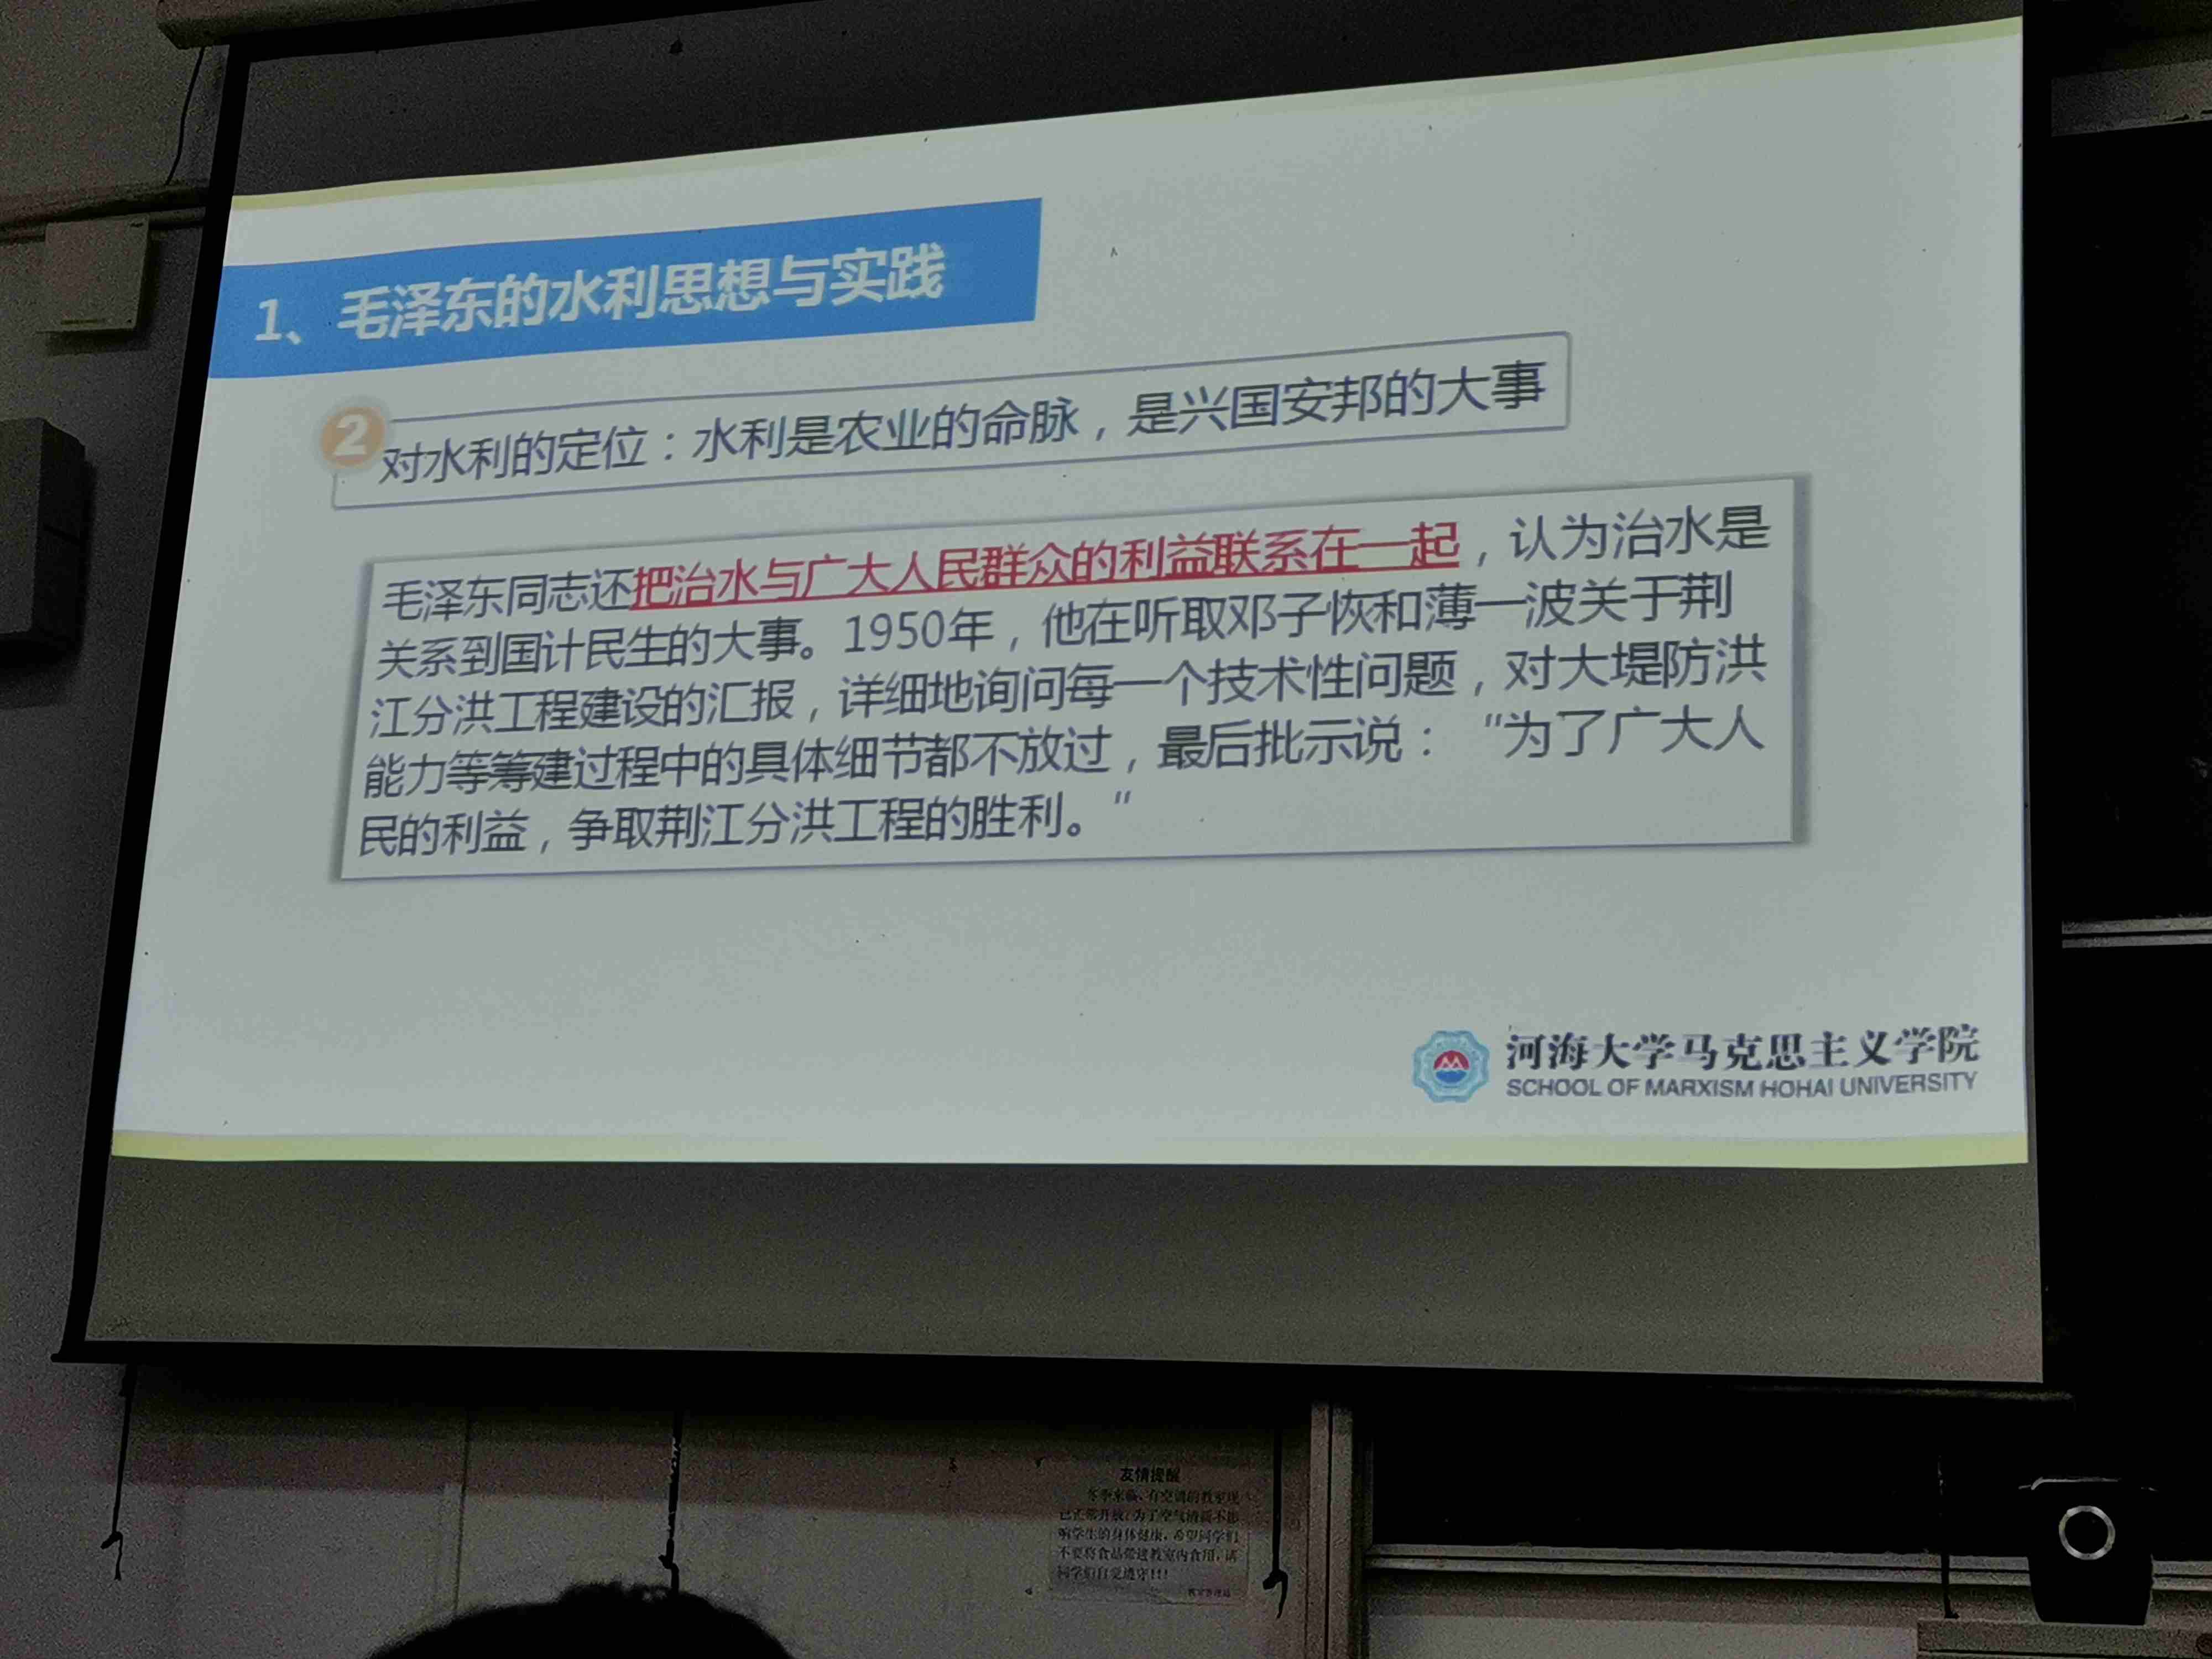 1、毛泽东的水利思想与实践
2
对水利的定位：水利是农业的命脉，是兴国安邦的大事
毛泽东同志还把治水与广大人民群众的利益联系在一起，认为治水是
关系到国计民生的大事。1950年，他在听取邓子恢和薄一波关于荆
江分洪工程建设的汇报，详细地询问每一个技术性问题，对大堤防洪
能力等筹建过程中的具体细节都不放过，最后批示说：“为了广大人
民的利益，争取荆江分洪工程的胜利。“
河海大学马克思主义学院
SCHOOL OF MARXISM HOHAI UNIVERSITY
友情提醒
冬季来临，有空调的教室现
已正常开放，为了空气清新不影
响学生的身体健康，希望同学们
不要将食品带进教室内食用，请
同学们自觉遵守!!!